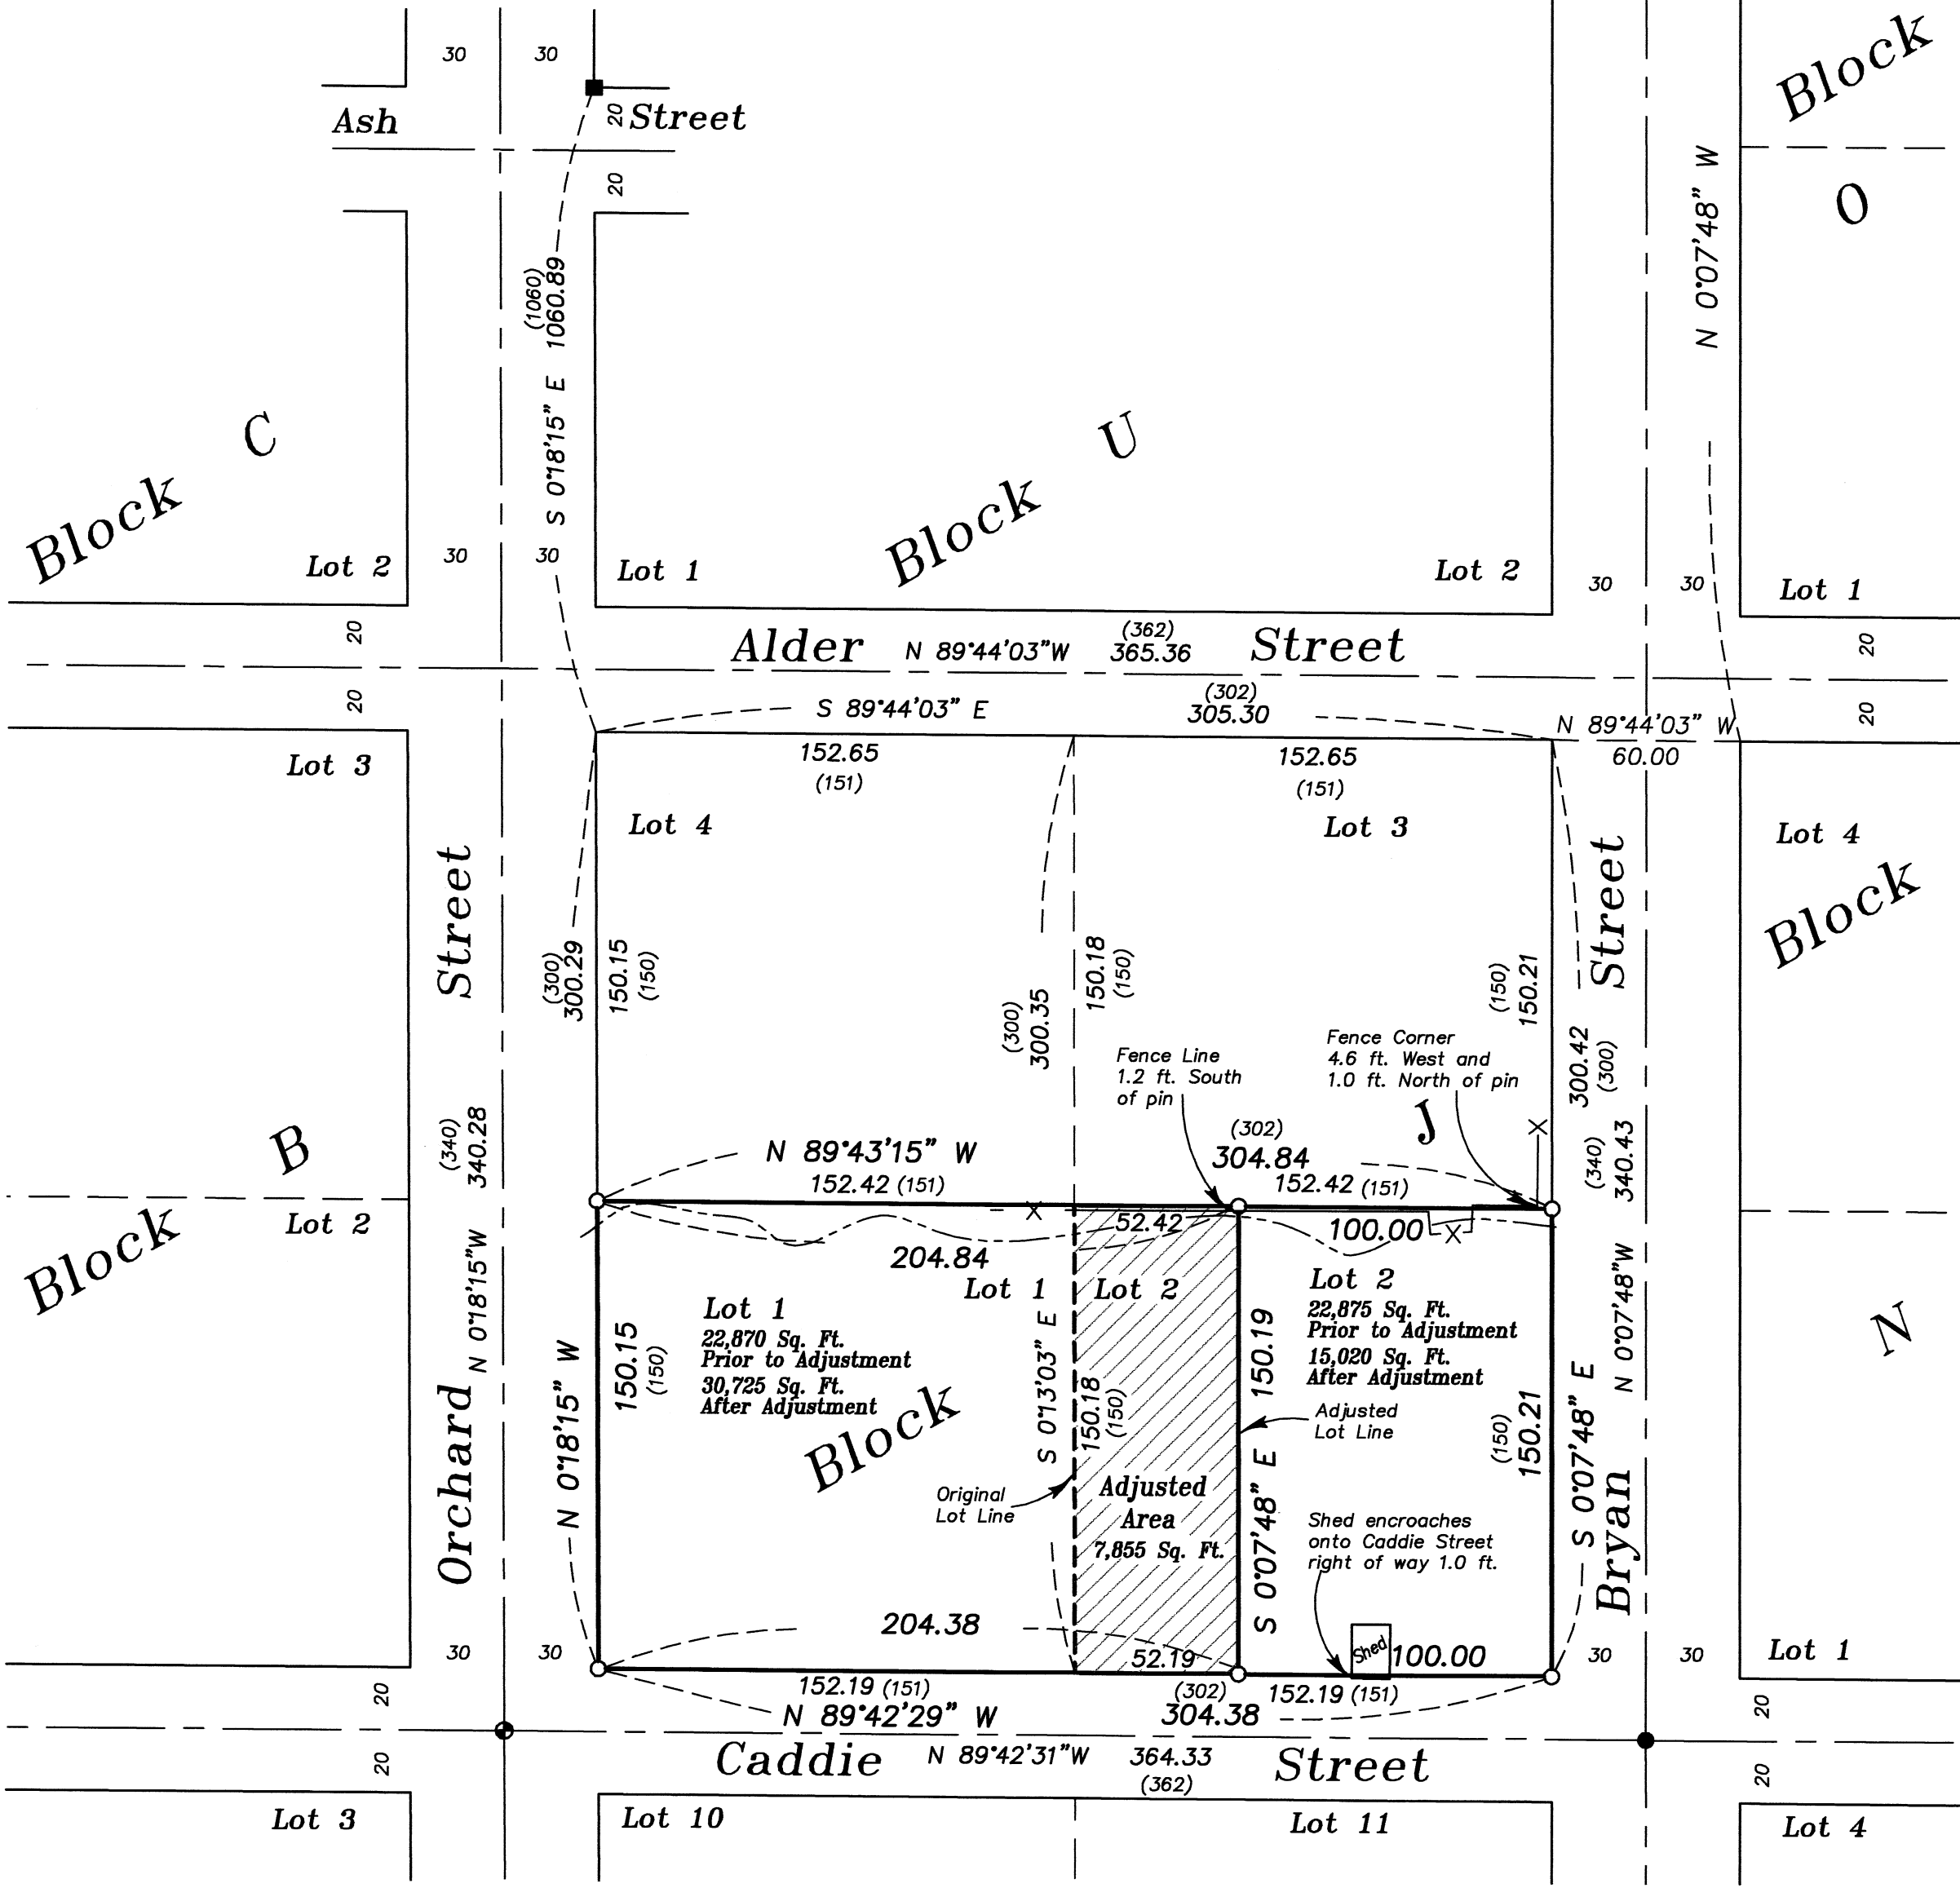 30
30
Ash
Street
20
20
Block
O
N 0°07'48" W
(1060)
S 0°18'15" E 1060.89
Block C
Block U
Lot 2
30
30
Lot 1
Lot 2
30
30
Lot 1
20
20
Alder
N 89°44'03"W
(362)
365.36
Street
20
20
S 89°44'03" E
(302)
305.30
N 89°44'03" W
60.00
Lot 3
152.65
(151)
152.65
(151)
Lot 4
Lot 3
Lot 4
Block
N
Orchard Street
Bryan Street
(300)
300.29
150.15
(150)
(300)
300.35
150.18
(150)
(150)
150.21
300.42
(300)
Fence Line
1.2 ft. South
of pin
Fence Corner
4.6 ft. West and
1.0 ft. North of pin
J
(340)
340.28
N 0°18'15"W
(340)
340.43
N 0°07'48"W
B
Block
Lot 2
N 89°43'15" W
(302)
304.84
152.42 (151)
152.42 (151)
X
X
X
52.42
100.00
204.84
Lot 1
Lot 2
Lot 1
22,870 Sq. Ft.
Prior to Adjustment
30,725 Sq. Ft.
After Adjustment
Lot 2
22,875 Sq. Ft.
Prior to Adjustment
15,020 Sq. Ft.
After Adjustment
N 0°18'15" W
150.15
(150)
S 0°13'03" E
150.18
(150)
S 0°07'48" E 150.19
(150)
150.21
S 0°07'48" E
Block
Adjusted
Lot Line
Original
Lot Line
Adjusted
Area
7,855 Sq. Ft.
Shed encroaches
onto Caddie Street
right of way 1.0 ft.
Shed
204.38
52.19
100.00
30
30
30
30
Lot 1
152.19 (151)
(302)
152.19 (151)
N 89°42'29" W
304.38
20
20
20
20
Caddie
N 89°42'31"W
364.33
(362)
Street
Lot 3
Lot 10
Lot 11
Lot 4